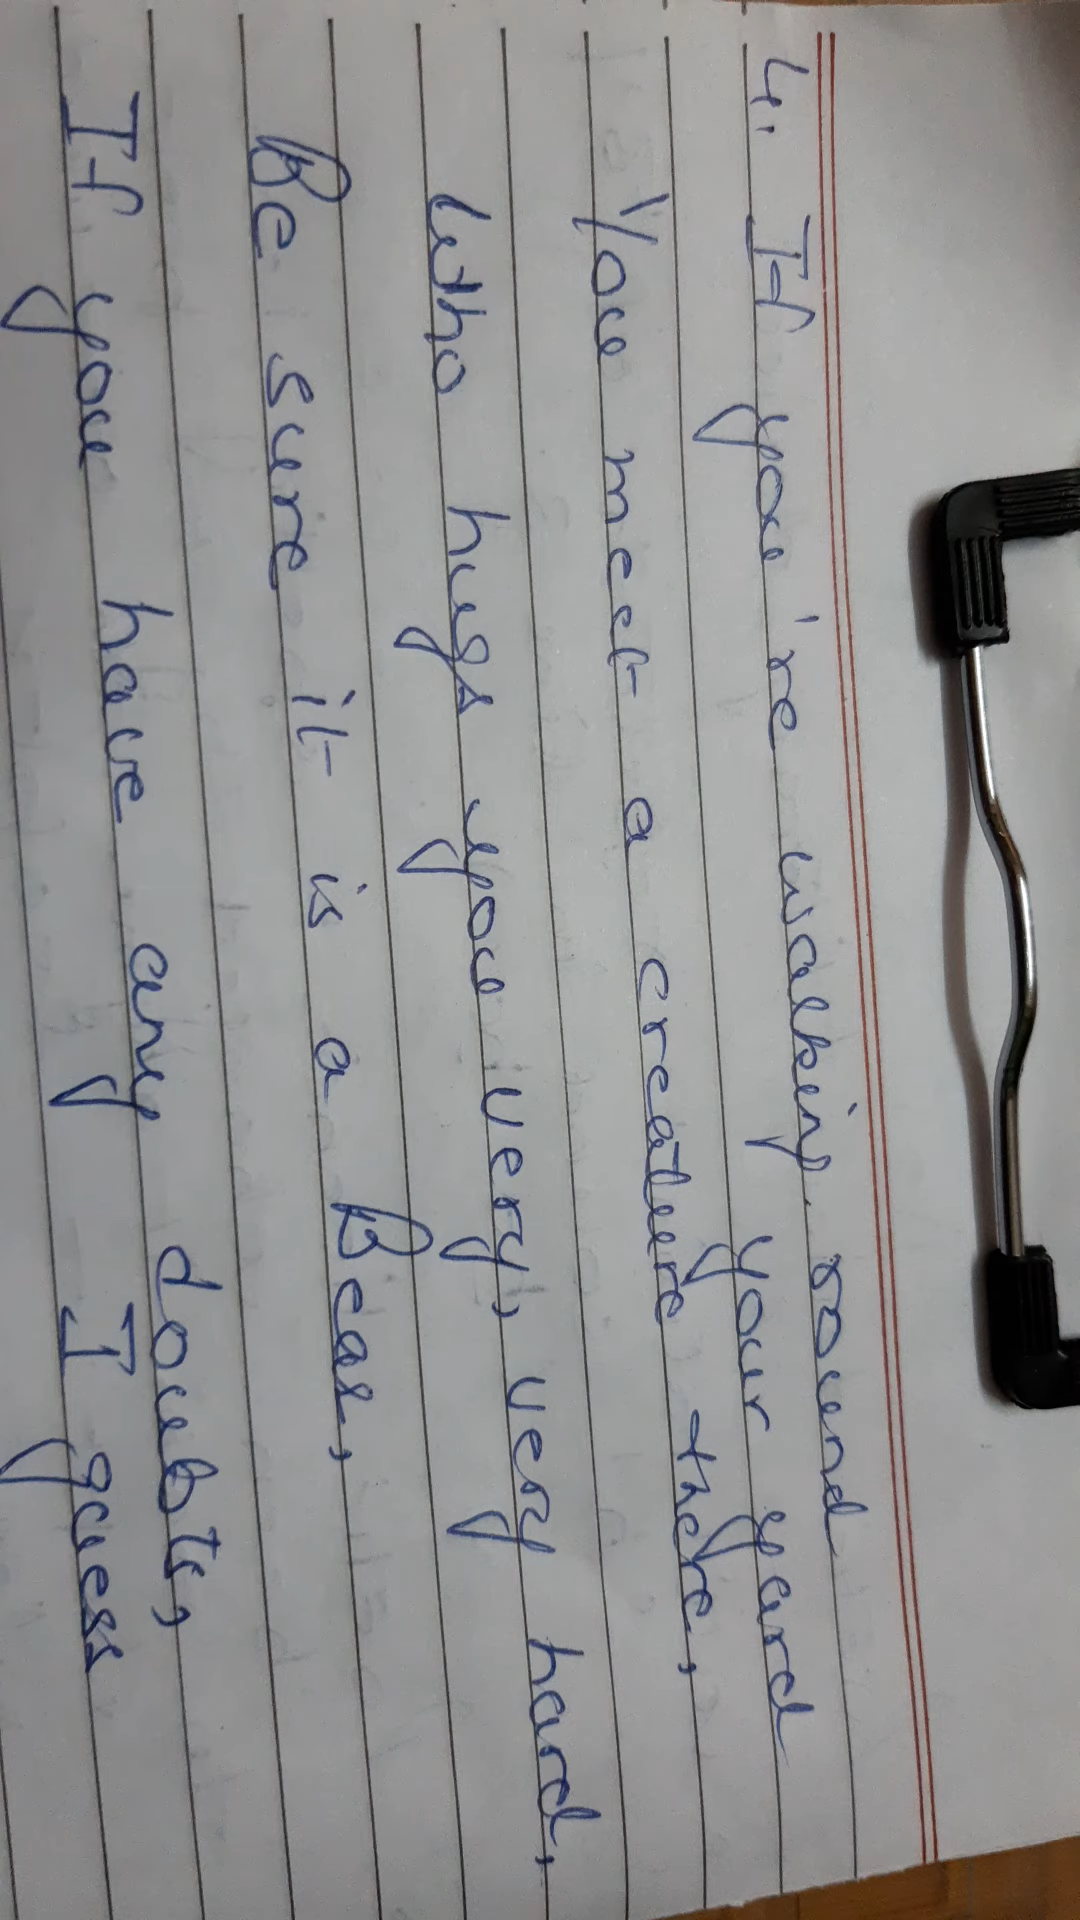 4. If you're walking round
your yard
You meet a creature there,
Who hugs you very, very hard,
Be sure it is a Bear,
If you have any doubts,
I guess